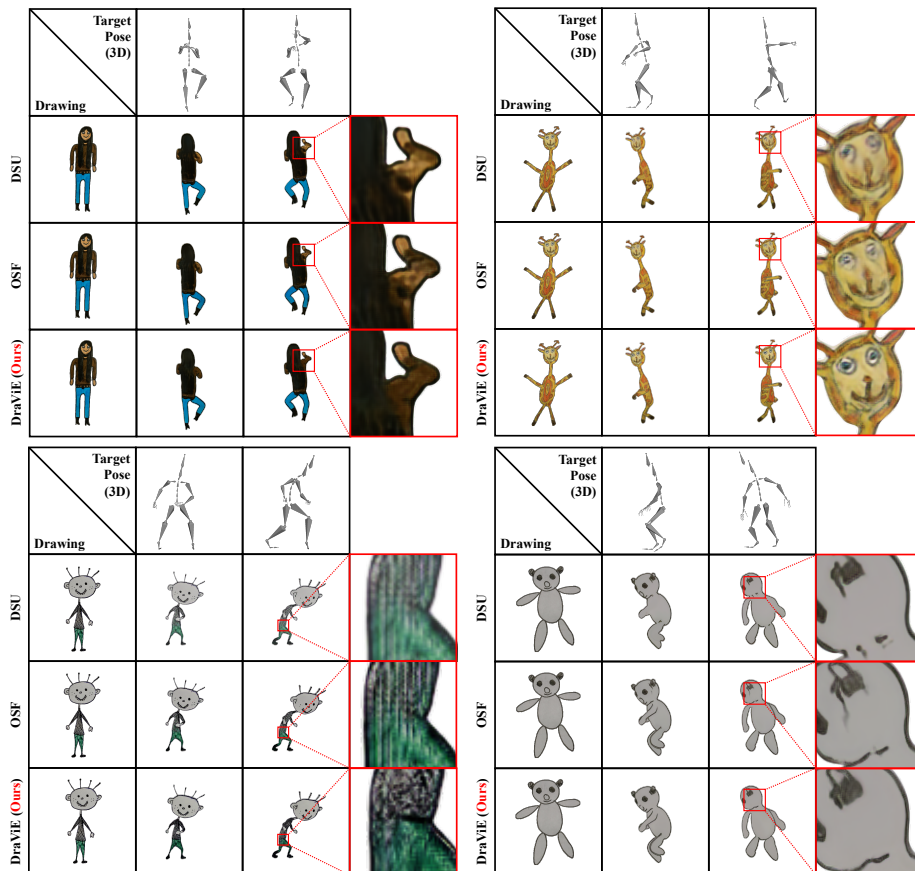 Target
Pose
(3D)
Drawing
DSU
OSF
DraViE (Ours)
Target
Pose
(3D)
Drawing
DSU
OSF
DraViE (Ours)
Target
Pose
(3D)
Drawing
DSU
OSF
DraViE (Ours)
Target
Pose
(3D)
Drawing
DSU
OSF
DraViE (Ours)